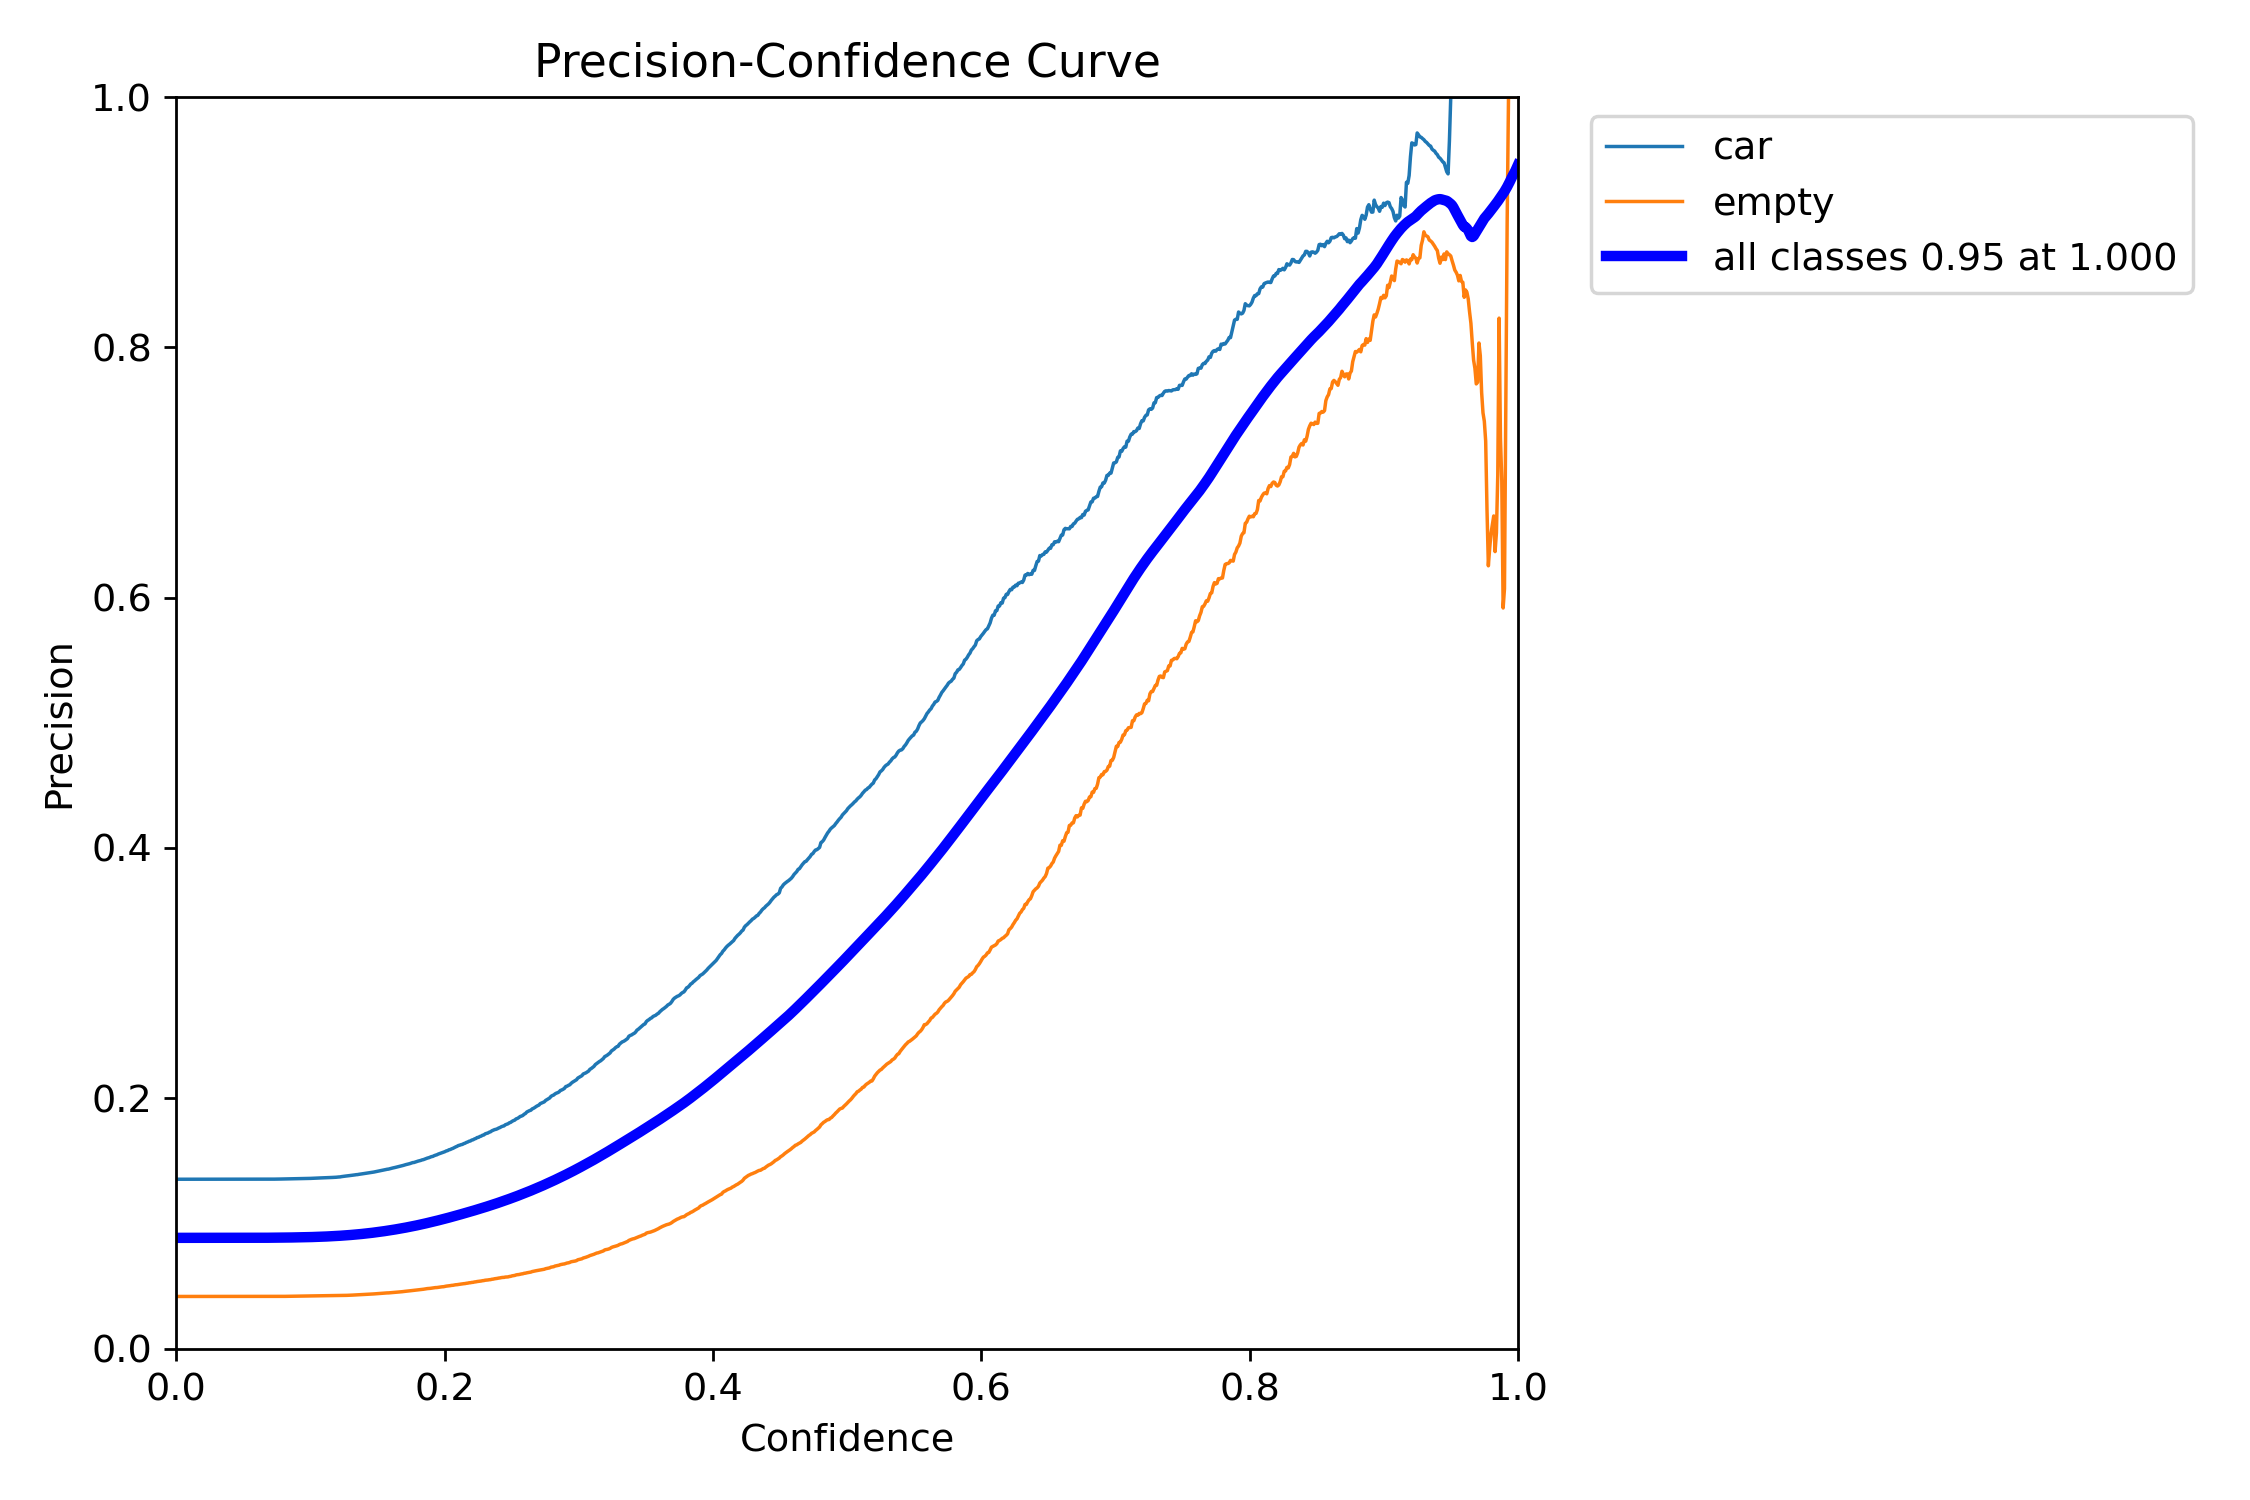 Precision-Confidence Curve
1.0
0.8
0.6
0.4
0.2
0.0
Precision
0.0 0.2 0.4 0.6 0.8 1.0
Confidence
car
empty
all classes 0.95 at 1.000